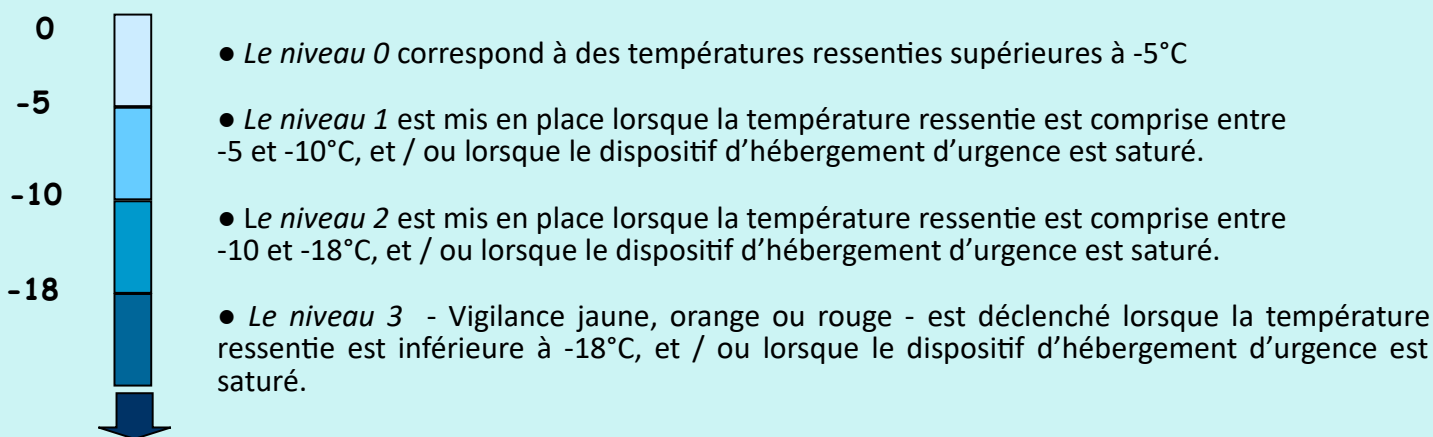 0
● Le niveau 0 correspond à des températures ressenties supérieures à -5°C
-5
● Le niveau 1 est mis en place lorsque la température ressentie est comprise entre
-5 et -10°C, et / ou lorsque le dispositif d’hébergement d’urgence est saturé.
-10
● Le niveau 2 est mis en place lorsque la température ressentie est comprise entre
-10 et -18°C, et / ou lorsque le dispositif d’hébergement d’urgence est saturé.
-18
● Le niveau 3 - Vigilance jaune, orange ou rouge - est déclenché lorsque la température
ressentie est inférieure à -18°C, et / ou lorsque le dispositif d’hébergement d’urgence est
saturé.